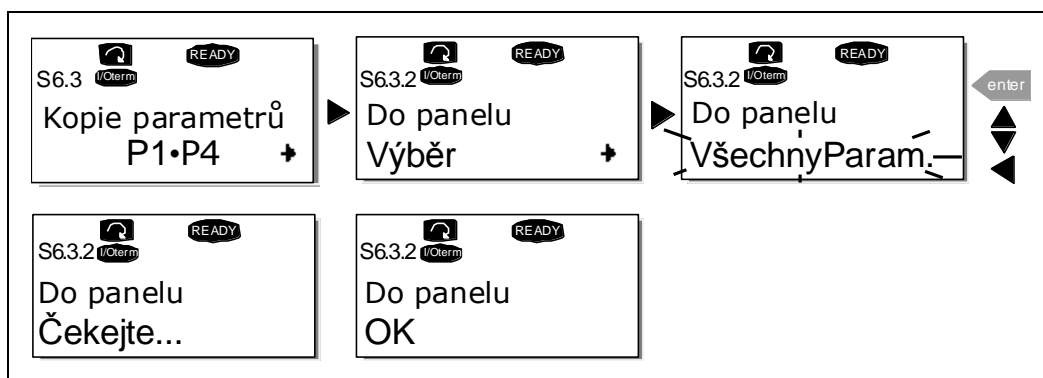 READY
S6.3 I/Oterm
Kopie parametrů
P1•P4
READY
S6.3.2 I/Oterm
Do panelu
Výběr
READY
S6.3.2 I/Oterm
Do panelu
VšechnyParam.
enter
READY
S6.3.2 I/Oterm
Do panelu
Čekejte...
READY
S6.3.2 I/Oterm
Do panelu
OK